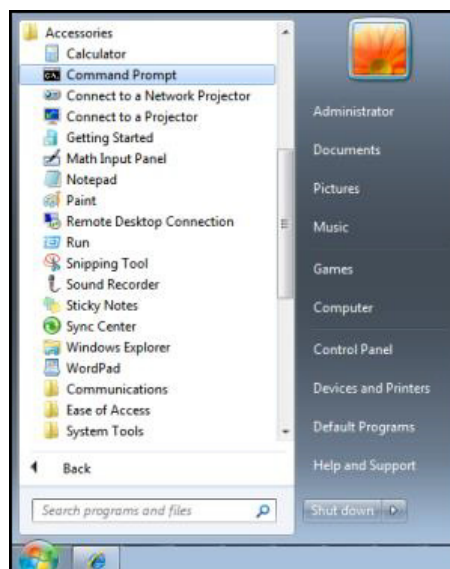 Accessories
Calculator
Command Prompt
Connect to a Network Projector
Connect to a Projector
Getting Started
Math Input Panel
Notepad
Paint
Remote Desktop Connection
Run
Snipping Tool
Sound Recorder
Sticky Notes
Sync Center
Windows Explorer
WordPad
Communications
Ease of Access
System Tools
Back
Search programs and files
Administrator
Documents
Pictures
Music
Games
Computer
Control Panel
Devices and Printers
Default Programs
Help and Support
Shut down